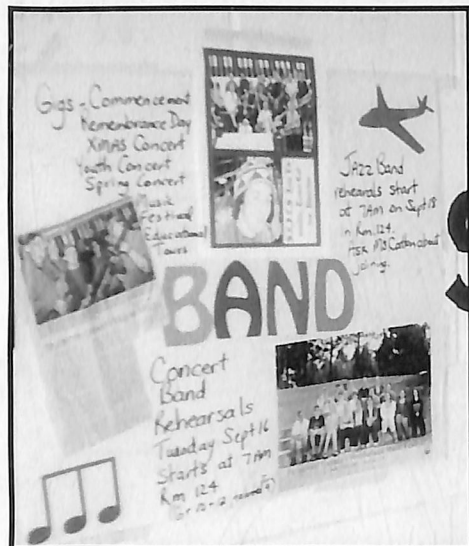 Gigs - Commencement
Remembrance Day
XMAS Concert
Youth Concert
Spring Concert
Musik
Festival
Educational
Tours
JAZZ Band
rehearsals start
at 7AM on Sept 18
in Rm. 124.
Ask Ms Cotton about
joining.
BAND
Concert
Band
Rehearsals
Tuesday Sept 16
Starts at 7AM
Rm 124